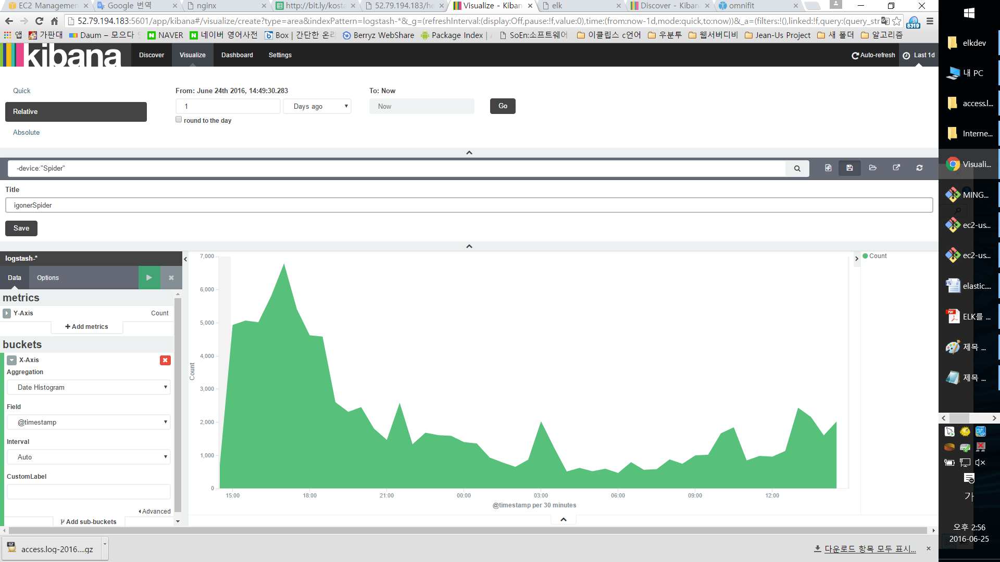 EC2 Managemen
Google 번역
nginx
http://bit.ly/kosta
52.79.194.183/he
Visualize - Kiban
elk
Discover - Kiban
omnifit
52.79.194.183:5601/app/kibana#/visualize/create?type=area&indexPattern=logstash-*&_g=(refreshInterval:(display:Off,pause:!f,value:0),time:(from:now-1d,mode:quick,to:now))&_a=(filters:!(),linked:!f,query:(query_str
8319
앱
가판대
Daum – 모으다
NAVER
네이버 영어사전
Box | 간단한 온라
Berryz WebShare
Package Index |
SoEn:소프트웨어
이클립스 c언어
우분투
웹서버디비
Jean-Us Project
새 폴더
알고리즘
kibana
Discover
Visualize
Dashboard
Settings
Auto-refresh
Last 1d
Quick
Relative
Absolute
From: June 24th 2016, 14:49:30.283
1
Days ago
round to the day
To: Now
Now
Go
-device:"Spider"
Title
igonerSpider
Save
logstash-*
Data
Options
metrics
Y-Axis
Count
Add metrics
buckets
X-Axis
Aggregation
Date Histogram
Field
@timestamp
Interval
Auto
CustomLabel
Advanced
Add sub-buckets
7,000
6,000
5,000
4,000
3,000
2,000
1,000
0
Count
15:00
18:00
21:00
00:00
03:00
06:00
09:00
12:00
@timestamp per 30 minutes
Count
elkdev
내 PC
access.l...
Interne...
Visuali...
MING...
ec2-us...
ec2-us...
elastic....
PDF
ELK를 ...
제목 ...
제목 ...
가
오후 2:56
2016-06-25
GZ
access.log-2016....gz
다운로드 항목 모두 표시...